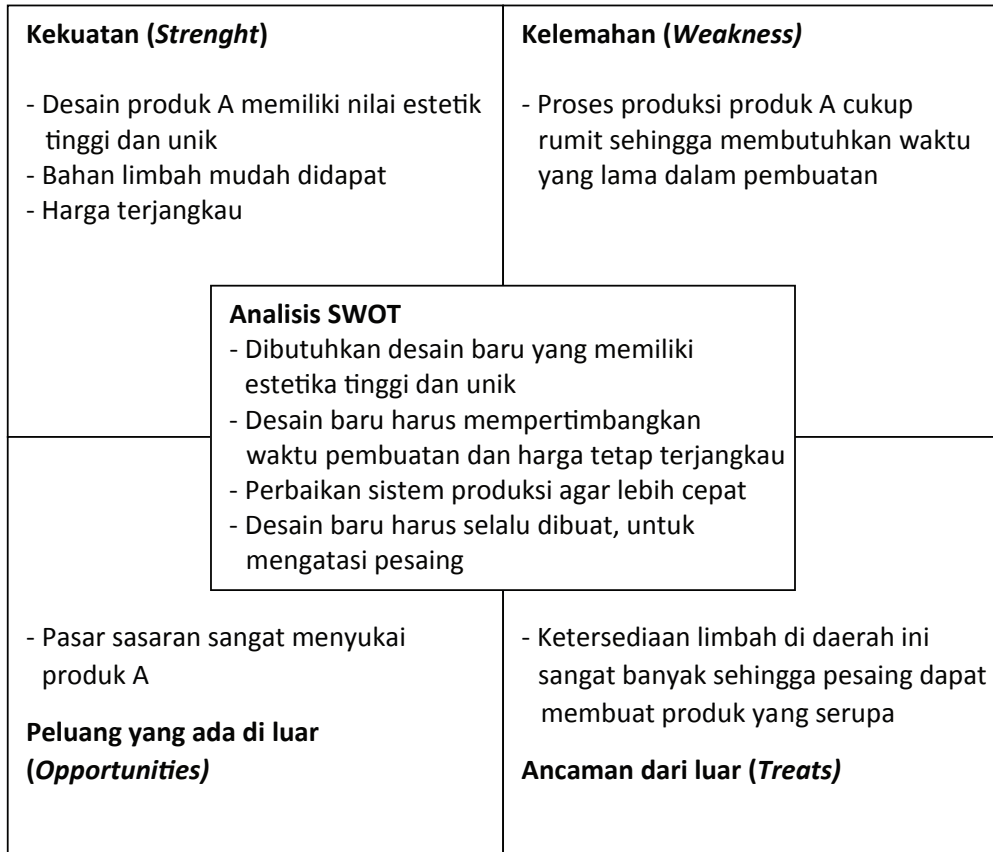 Kekuatan (Strenght)
- Desain produk A memiliki nilai estetik
tinggi dan unik
- Bahan limbah mudah didapat
- Harga terjangkau
Kelemahan (Weakness)
- Proses produksi produk A cukup
rumit sehingga membutuhkan waktu
yang lama dalam pembuatan
Analisis SWOT
- Dibutuhkan desain baru yang memiliki
estetika tinggi dan unik
- Desain baru harus mempertimbangkan
waktu pembuatan dan harga tetap terjangkau
- Perbaikan sistem produksi agar lebih cepat
- Desain baru harus selalu dibuat, untuk
mengatasi pesaing
- Pasar sasaran sangat menyukai
produk A
Peluang yang ada di luar
(Opportunities)
- Ketersediaan limbah di daerah ini
sangat banyak sehingga pesaing dapat
membuat produk yang serupa
Ancaman dari luar (Treats)